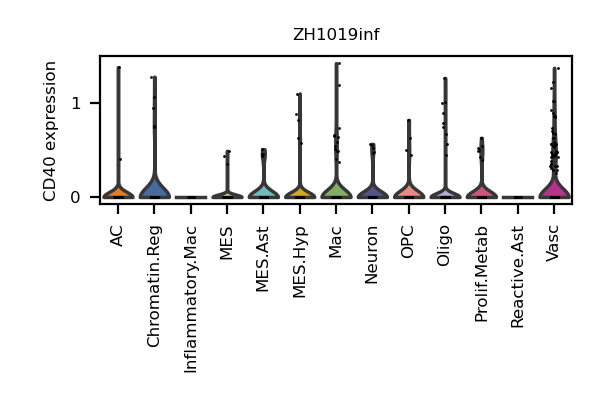 ZH1019inf
CD40 expression
1
0
AC
Chromatin.Reg
Inflammatory.Mac
MES
MES.Ast
MES.Hyp
Mac
Neuron
OPC
Oligo
Prolif.Metab
Reactive.Ast
Vasc